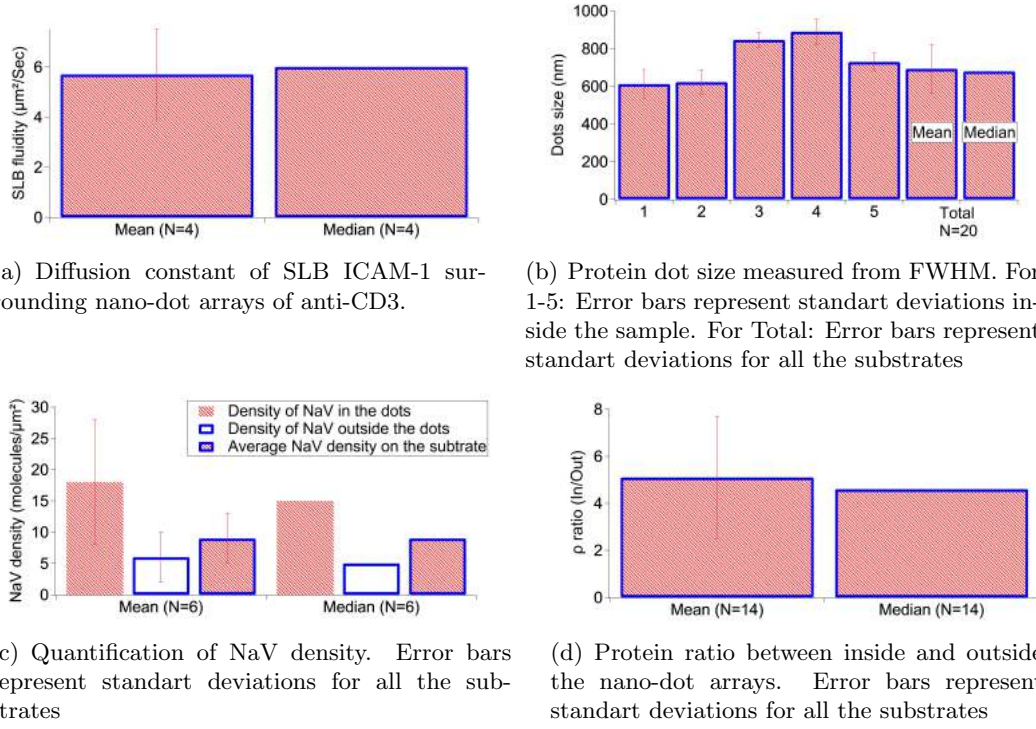 SLB fluidity (µm²/Sec)
6
4
2
0
Mean (N=4)
Median (N=4)
a) Diffusion constant of SLB ICAM-1 sur-
rounding nano-dot arrays of anti-CD3.
Dots size (nm)
1000
800
600
400
200
0
Mean
Median
1
2
3
4
5
Total
N=20
(b) Protein dot size measured from FWHM. For
1-5: Error bars represent standart deviations in-
side the sample. For Total: Error bars represent
standart deviations for all the substrates
NaV density (molecules/µm²)
30
25
20
15
10
5
0
Density of NaV in the dots
Density of NaV outside the dots
Average NaV density on the subtrate
Mean (N=6)
Median (N=6)
c) Quantification of NaV density. Error bars
epresent standart deviations for all the sub-
trates
ρ ratio (In/Out)
8
6
4
2
0
Mean (N=14)
Median (N=14)
(d) Protein ratio between inside and outside
the nano-dot arrays. Error bars represent
standart deviations for all the substrates